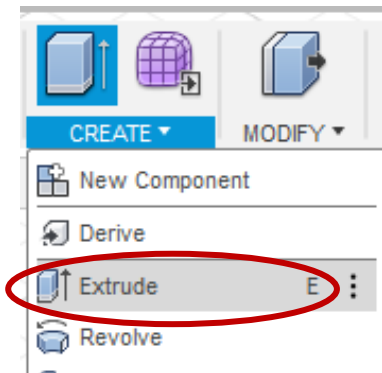 CREATE ▼ MODIFY ▼
New Component
Derive
Extrude E
Revolve